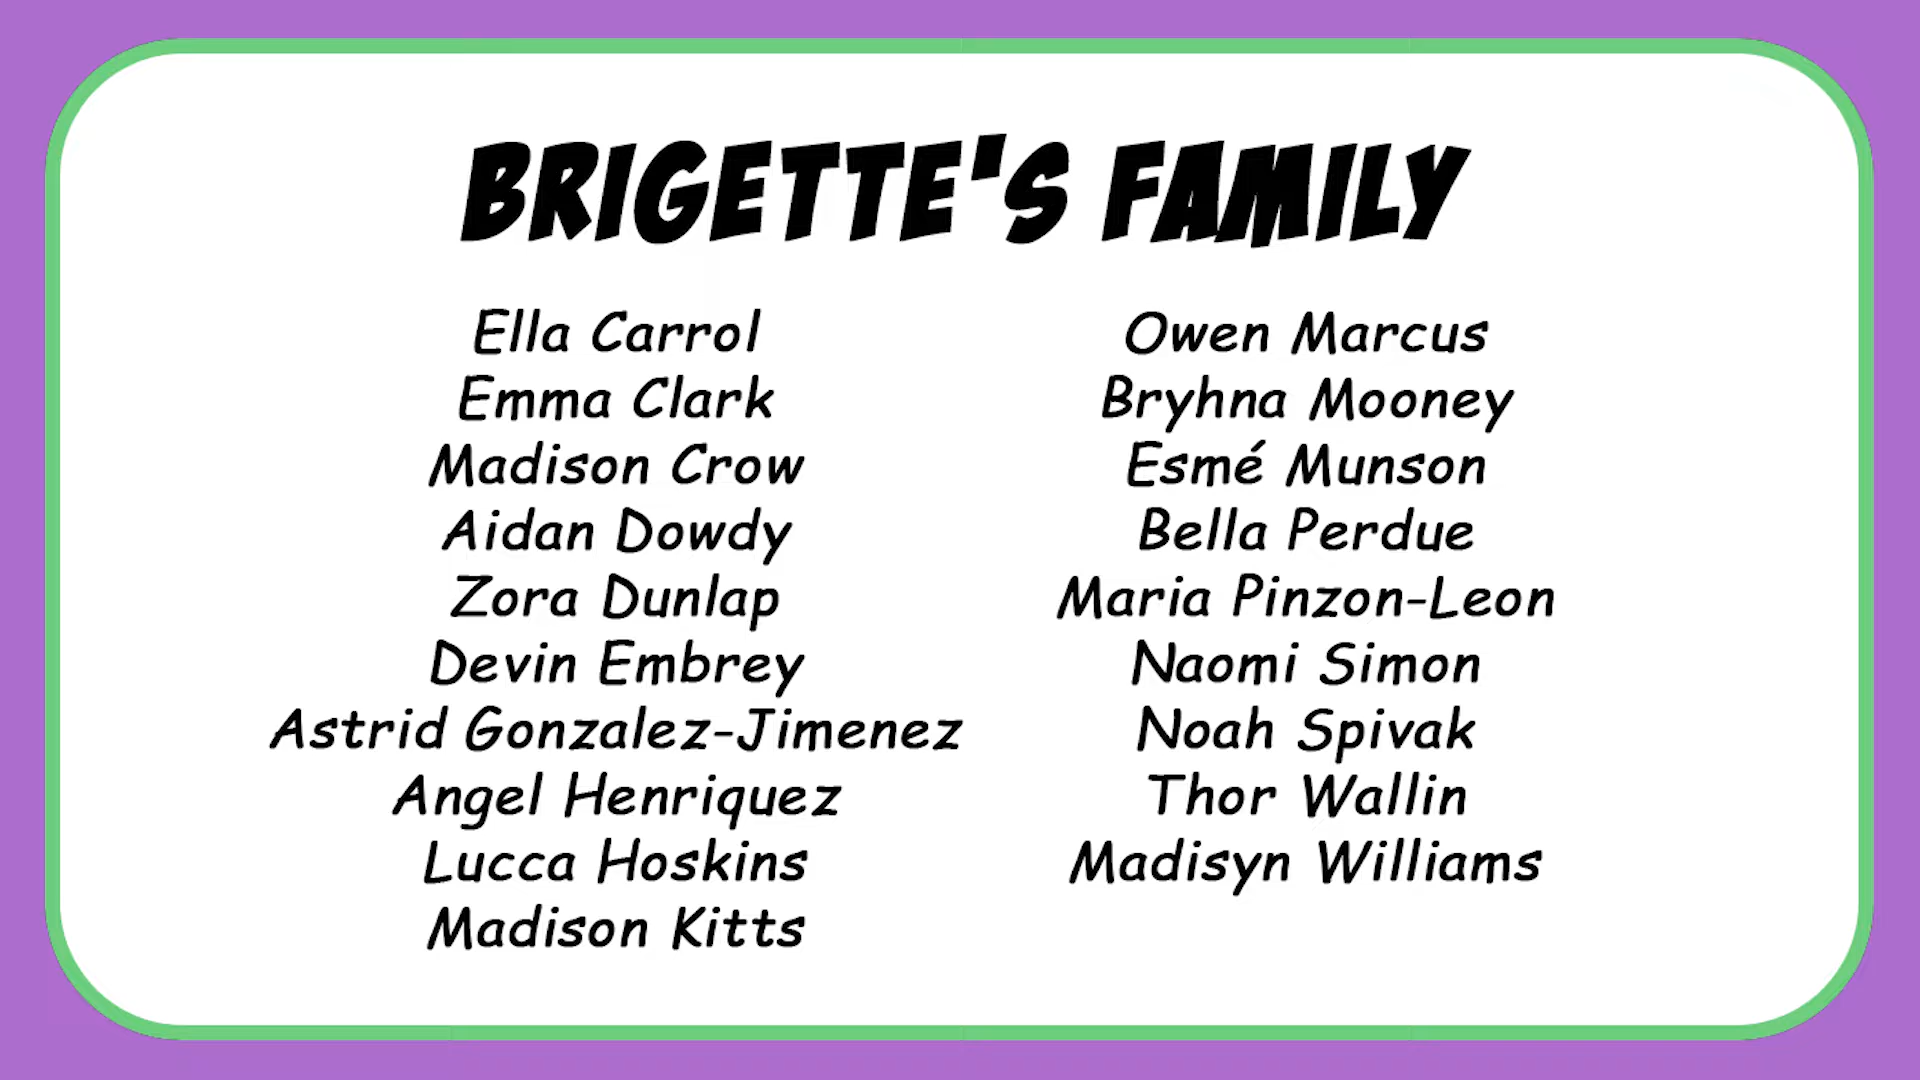 BRIGETTE'S FAMILY
Ella Carrol
Emma Clark
Madison Crow
Aidan Dowdy
Zora Dunlap
Devin Embrey
Astrid Gonzalez-Jimenez
Angel Henriquez
Lucca Hoskins
Madison Kitts
Owen Marcus
Bryhna Mooney
Esmé Munson
Bella Perdue
Maria Pinzon-Leon
Naomi Simon
Noah Spivak
Thor Wallin
Madisyn Williams